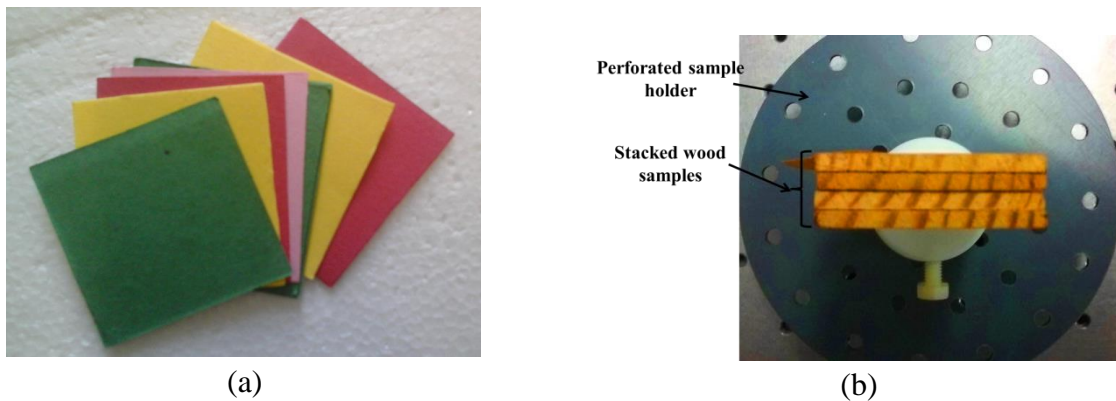 Perforated sample
holder
Stacked wood
samples
(a)
(b)